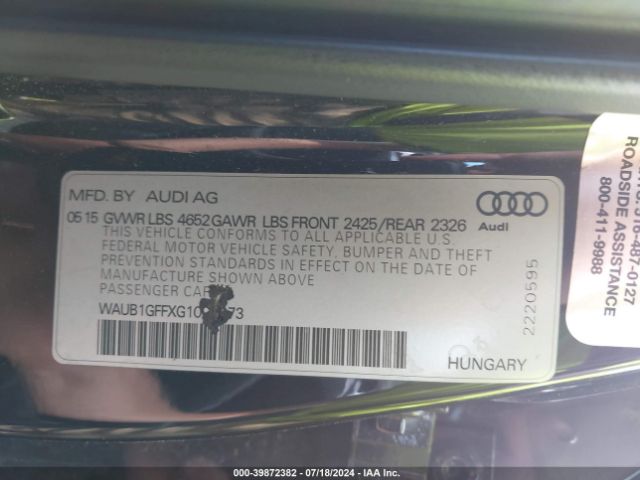 MFD. BY AUDI AG
Audi
05 15 GVWR LBS 4652 GAWR LBS FRONT 2425/REAR 2326
THIS VEHICLE CONFORMS TO ALL APPLICABLE U.S.
FEDERAL MOTOR VEHICLE SAFETY, BUMPER AND THEFT
PREVENTION STANDARDS IN EFFECT ON THE DATE OF
MANUFACTURE SHOWN ABOVE
PASSENGER CAR
2220595
HUNGARY
ROADSIDE ASSISTANCE
800-411-9988
000-39872382 / 07/18/2024 / IAA Inc.